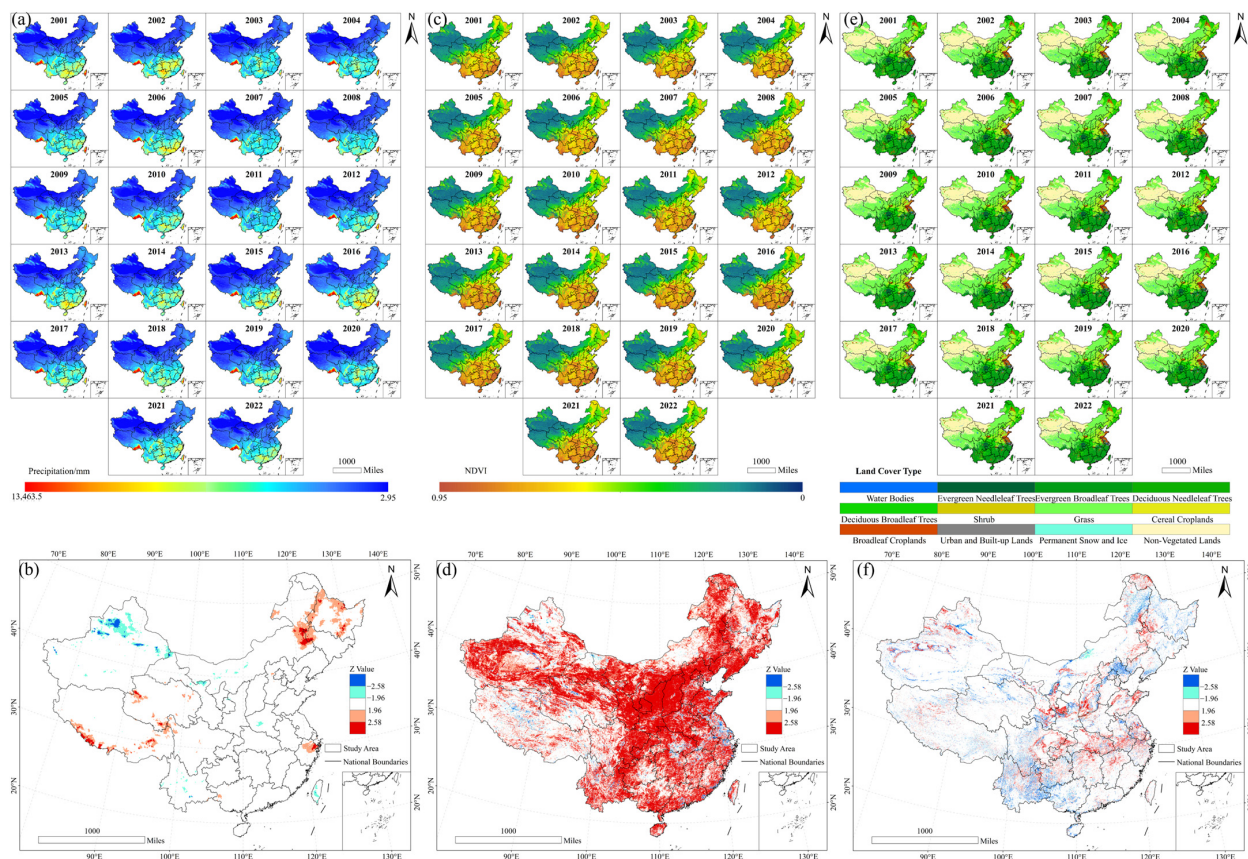 (a)
N
2001 2002 2003 2004
2005 2006 2007 2008
2009 2010 2011 2012
2013 2014 2015 2016
2017 2018 2019 2020
2021 2022
Precipitation/mm
1000
Miles
13,463.5 2.95
(c)
N
2001 2002 2003 2004
2005 2006 2007 2008
2009 2010 2011 2012
2013 2014 2015 2016
2017 2018 2019 2020
2021 2022
NDVI
1000
Miles
0.95 0
(e)
N
2001 2002 2003 2004
2005 2006 2007 2008
2009 2010 2011 2012
2013 2014 2015 2016
2017 2018 2019 2020
2021 2022
Land Cover Type
1000
Miles
Water Bodies Evergreen Needleleaf Trees Evergreen Broadleaf Trees Deciduous Needleleaf Trees
Deciduous Broadleaf Trees Shrub Grass Cereal Croplands
Broadleaf Croplands Urban and Built-up Lands Permanent Snow and Ice Non-Vegetated Lands
70°E 80°E 90°E 100°E 110°E 120°E 130°E 140°E
(b)
N
50°N
40°N
30°N
20°N
40°N
30°N
20°N
Z Value
−2.58
−1.96
1.96
2.58
Study Area
National Boundaries
1000
Miles
90°E 100°E 110°E 120°E
70°E 80°E 90°E 100°E 110°E 120°E 130°E 140°E
(d)
N
50°N
40°N
30°N
20°N
40°N
30°N
20°N
Z Value
−2.58
−1.96
1.96
2.58
Study Area
National Boundaries
1000
Miles
90°E 100°E 110°E 120°E
70°E 80°E 90°E 100°E 110°E 120°E 130°E 140°E
(f)
N
50°N
40°N
30°N
20°N
40°N
30°N
20°N
Z Value
−2.58
−1.96
1.96
2.58
Study Area
National Boundaries
1000
Miles
90°E 100°E 110°E 120°E